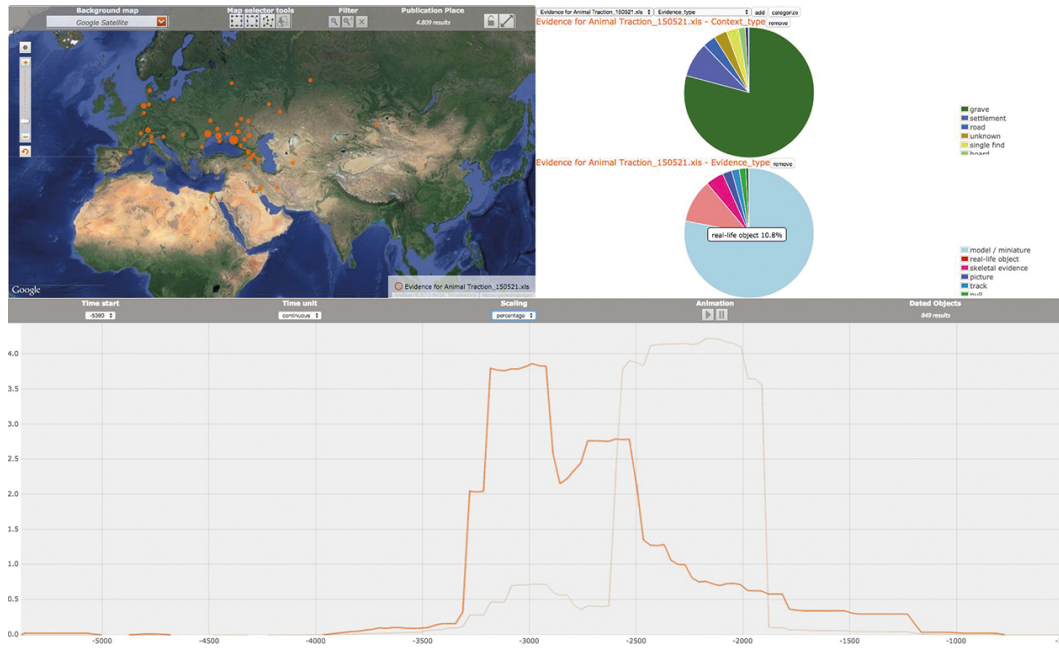 Background map
Google Satellite
Map selector tools
Filter
Publication Place
4.809 results
Google
Evidence for Animal Traction_150521.xls
Evidence for Animal Traction_150521.xls Evidence_type add categorize
Evidence for Animal Traction_150521.xls - Context_type remove
grave
settlement
road
unknown
single find
Evidence for Animal Traction_150521.xls - Evidence_type remove
real-life object 10.8%
model / miniature
real-life object
skeletal evidence
picture
track
Time start
-5380
Time unit
continuous
Scaling
percentage
Animation
Dated Objects
849 results
4.0
3.5
3.0
2.5
2.0
1.5
1.0
0.5
0.0
-5000 -4500 -4000 -3500 -3000 -2500 -2000 -1500 -1000